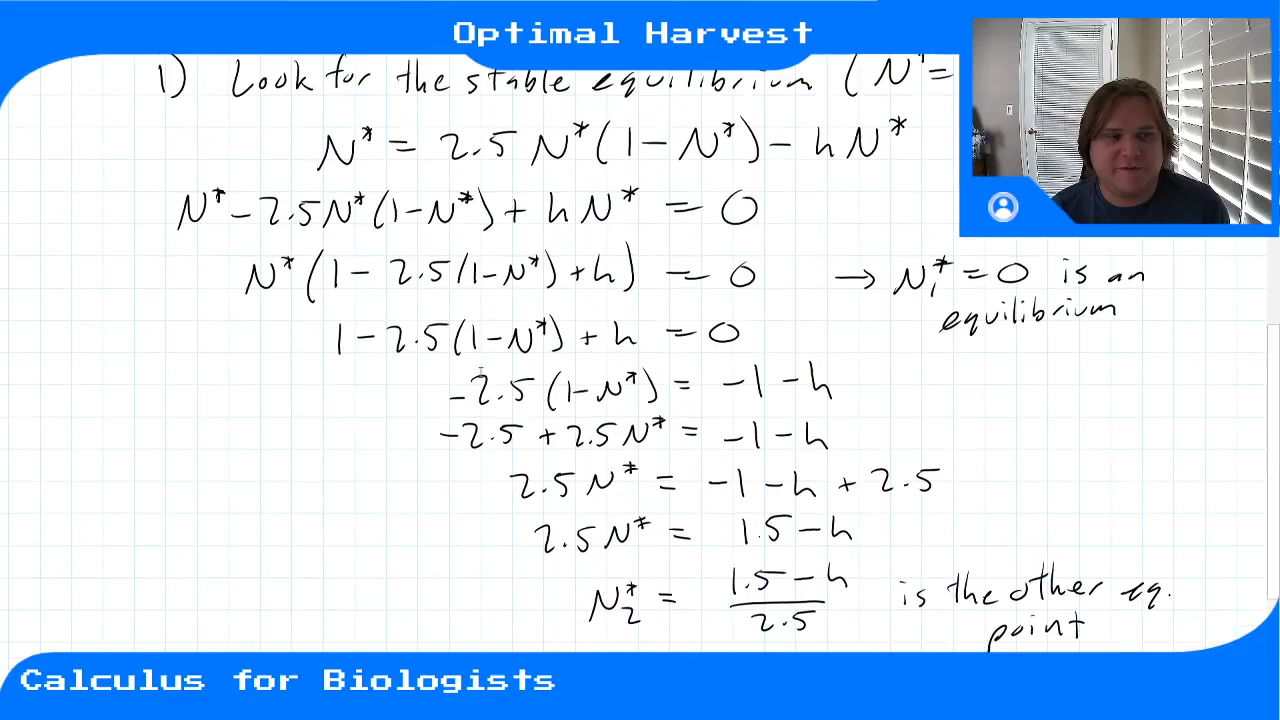 Optimal Harvest
1) Look for the stable equilibrium (N*=
N* = 2.5 N*(1-N*) - hN*
N* - 2.5N*(1-N*) + hN* = 0
N*(1 - 2.5(1-N*) + h) = 0 → N₁* = 0 is an
equilibrium
1 - 2.5(1-N*) + h = 0
-2.5(1-N*) = -1 - h
-2.5 + 2.5N* = -1 - h
2.5N* = -1 - h + 2.5
2.5N* = 1.5 - h
N₂* = 1.5 - h / 2.5 is the other eq.
point
Calculus for Biologists